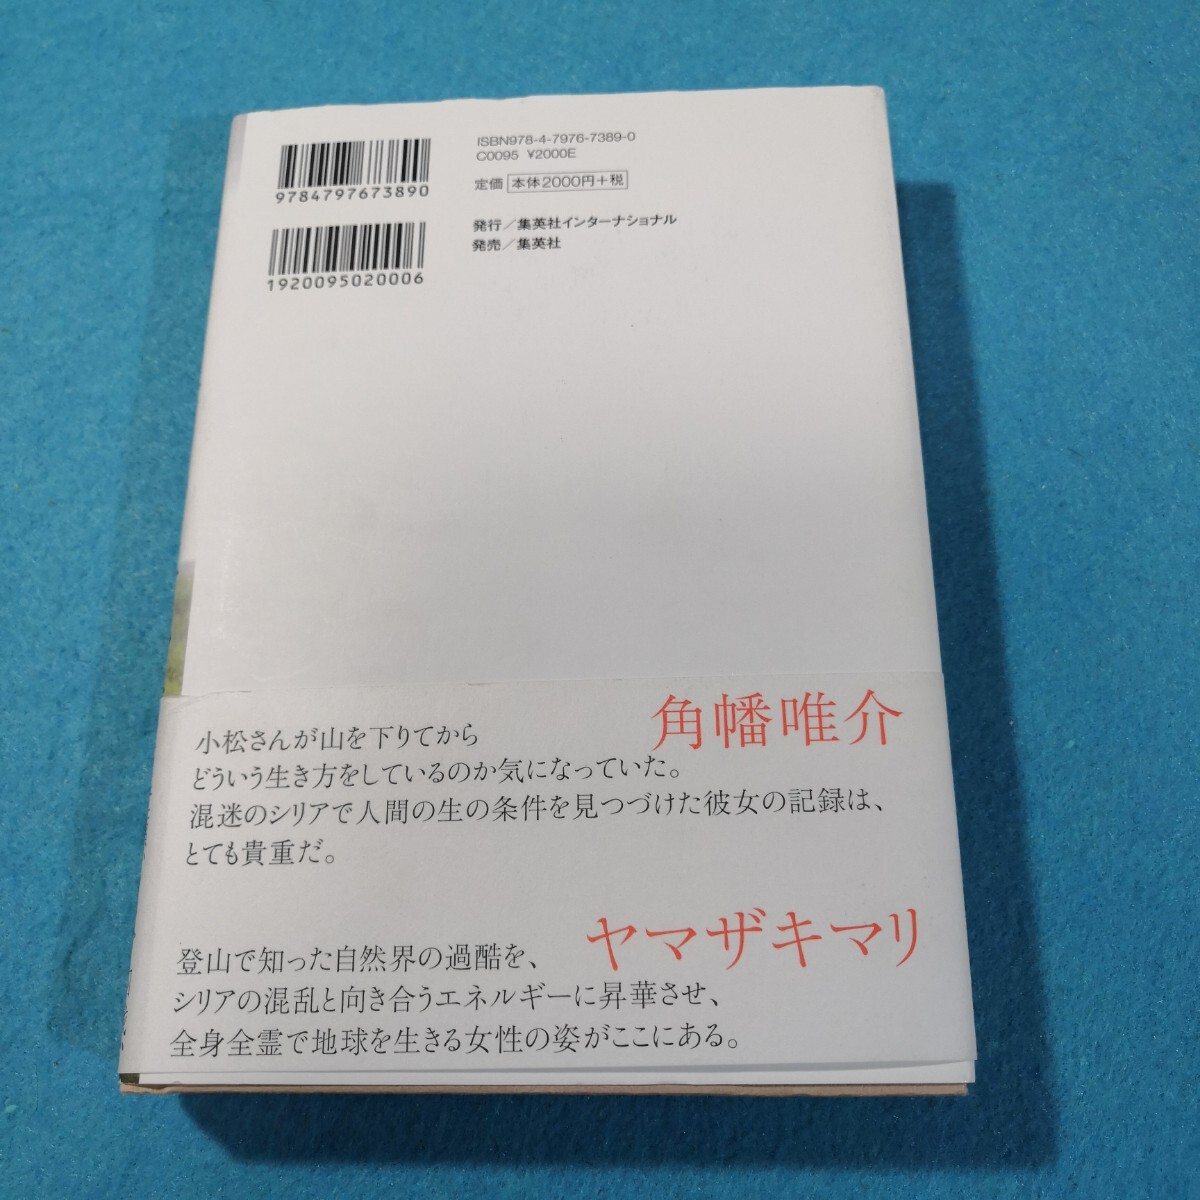 9784797673890
1920095020006
ISBN978-4-7976-7389-0
C0095 ¥2000E
定価 本体2000円+税
発行／集英社インターナショナル
発売／集英社
角幡唯介
小松さんが山を下りてから
どういう生き方をしているのか気になっていた。
混迷のシリアで人間の生の条件を見つづけた彼女の記録は、
とても貴重だ。
ヤマザキマリ
登山で知った自然界の過酷を、
シリアの混乱と向き合うエネルギーに昇華させ、
全身全霊で地球を生きる女性の姿がここにある。